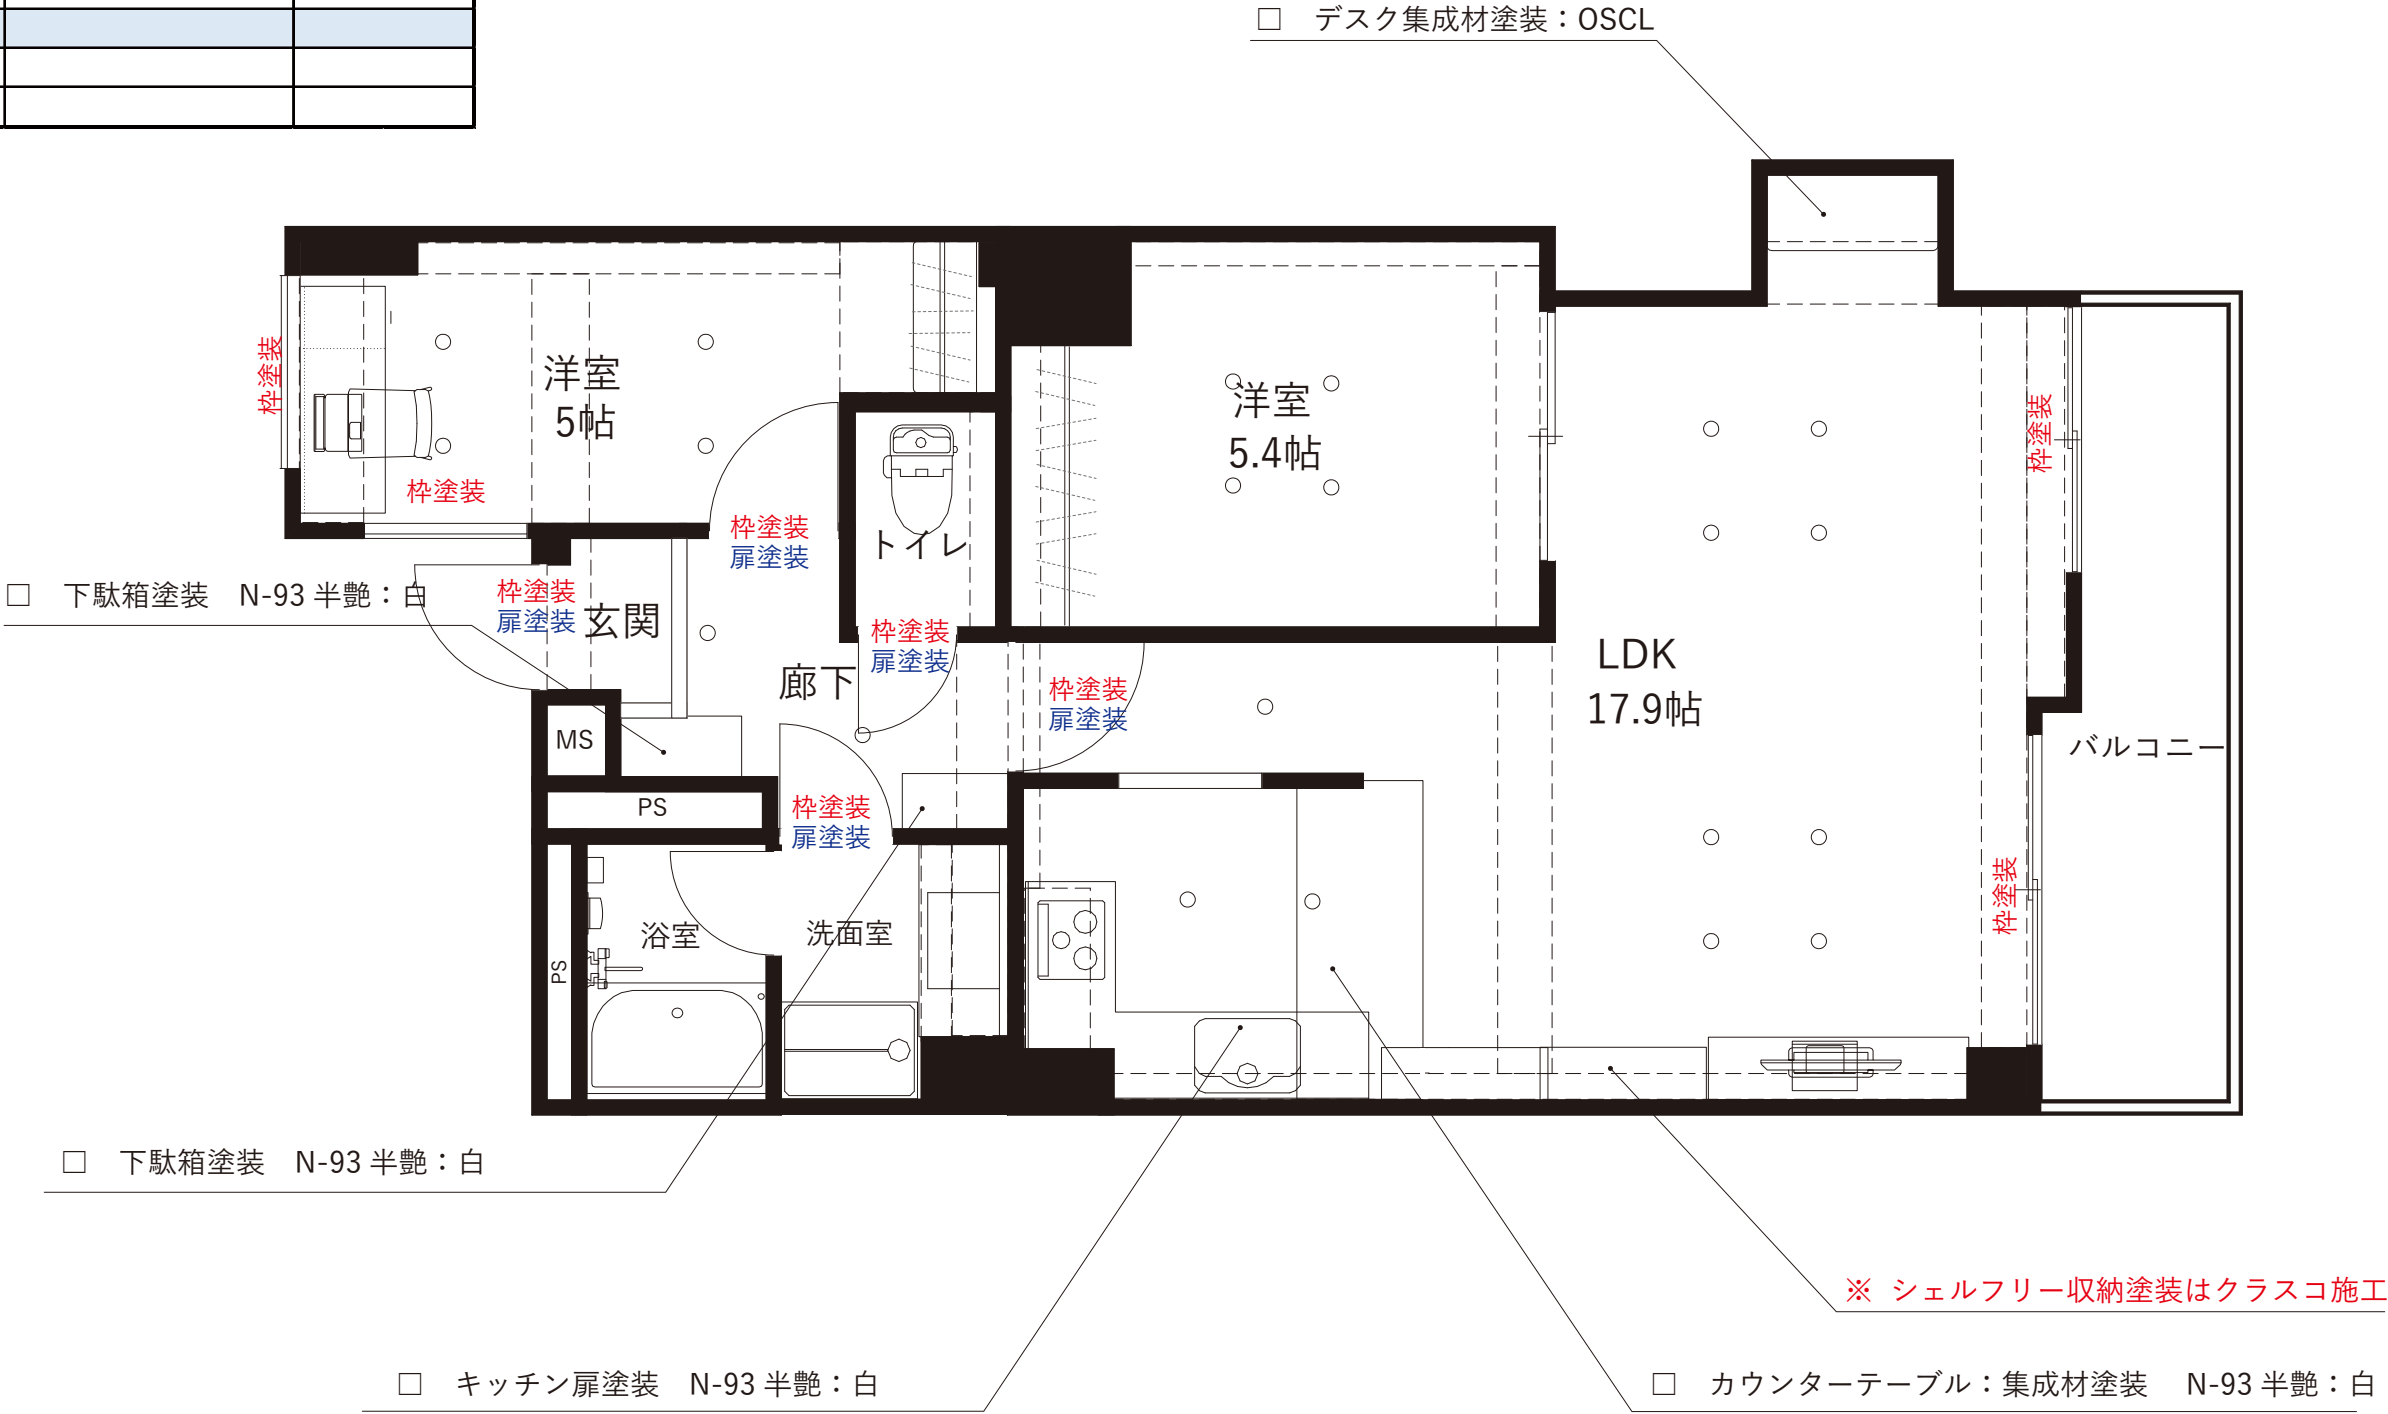 □ デスク集成材塗装：OSCL
枠塗装
洋室
5帖
枠塗装
洋室
5.4帖
枠塗装
枠塗装
扉塗装
トイレ
□ 下駄箱塗装 N-93 半艶：白
枠塗装
扉塗装
玄関
枠塗装
扉塗装
廊下
枠塗装
扉塗装
LDK
17.9帖
MS
バルコニー
PS
枠塗装
扉塗装
枠塗装
浴室
洗面室
PS
□ 下駄箱塗装 N-93 半艶：白
※ シェルフリー収納塗装はクラスコ施工
□ キッチン扉塗装 N-93 半艶：白
□ カウンターテーブル：集成材塗装 N-93 半艶：白